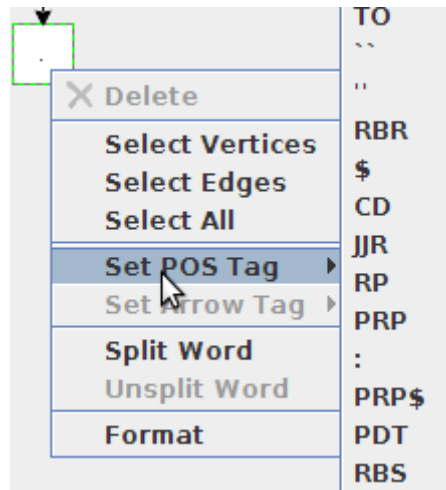 .
Delete
Select Vertices
Select Edges
Select All
Set POS Tag
Set Arrow Tag
Split Word
Unsplit Word
Format
TO
``
''
RBR
$
CD
JJR
RP
PRP
:
PRP$
PDT
RBS